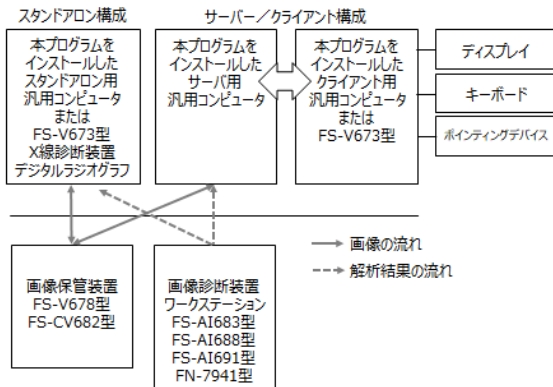 スタンドアロン構成
サーバー／クライアント構成
本プログラムを
インストールした
スタンドアロン用
汎用コンピュータ
または
FS-V673型
X線診断装置
デジタルラジオグラフ
本プログラムを
インストールした
サーバ用
汎用コンピュータ
本プログラムを
インストールした
クライアント用
汎用コンピュータ
または
FS-V673型
ディスプレイ
キーボード
ポインティングデバイス
画像の流れ
解析結果の流れ
画像保管装置
FS-V678型
FS-CV682型
画像診断装置
ワークステーション
FS-AI683型
FS-AI688型
FS-AI691型
FN-7941型